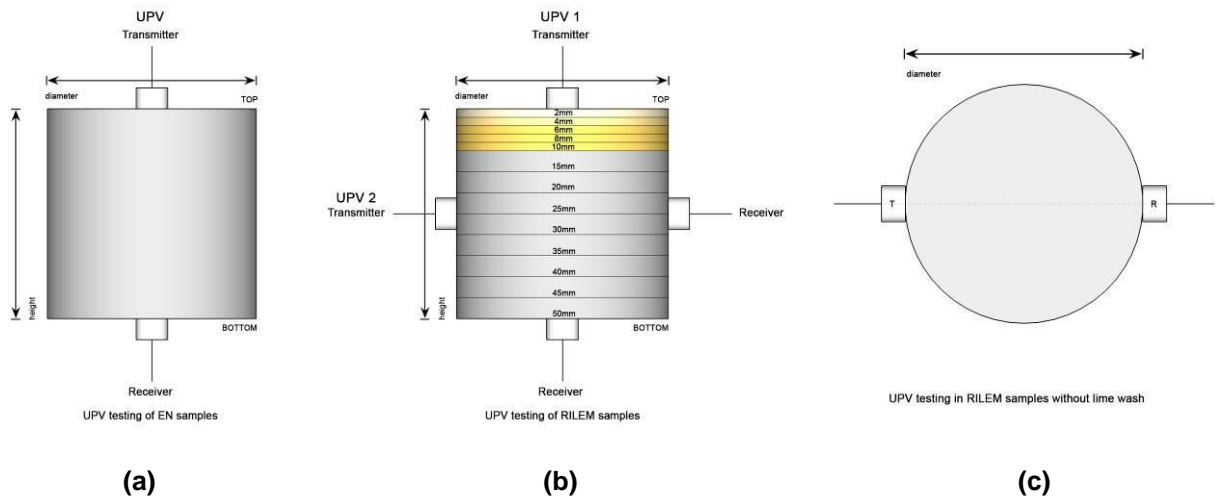 UPV
Transmitter
diameter
TOP
height
BOTTOM
Receiver
UPV testing of EN samples
(a)
UPV 1
Transmitter
diameter
TOP
2mm
4mm
6mm
8mm
10mm
15mm
20mm
UPV 2
Transmitter
25mm
Receiver
30mm
35mm
40mm
45mm
height
50mm
BOTTOM
Receiver
UPV testing of RILEM samples
(b)
diameter
T
R
UPV testing in RILEM samples without lime wash
(c)